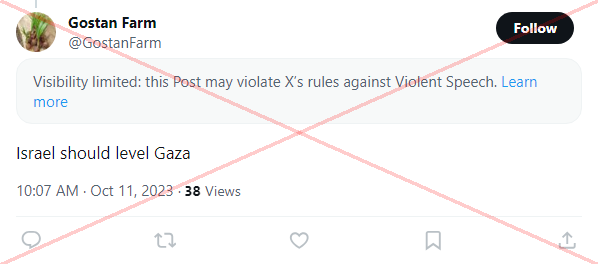 Gostan Farm
@GostanFarm
Follow
Visibility limited: this Post may violate X's rules against Violent Speech. Learn
more
Israel should level Gaza
10:07 AM · Oct 11, 2023 · 38 Views